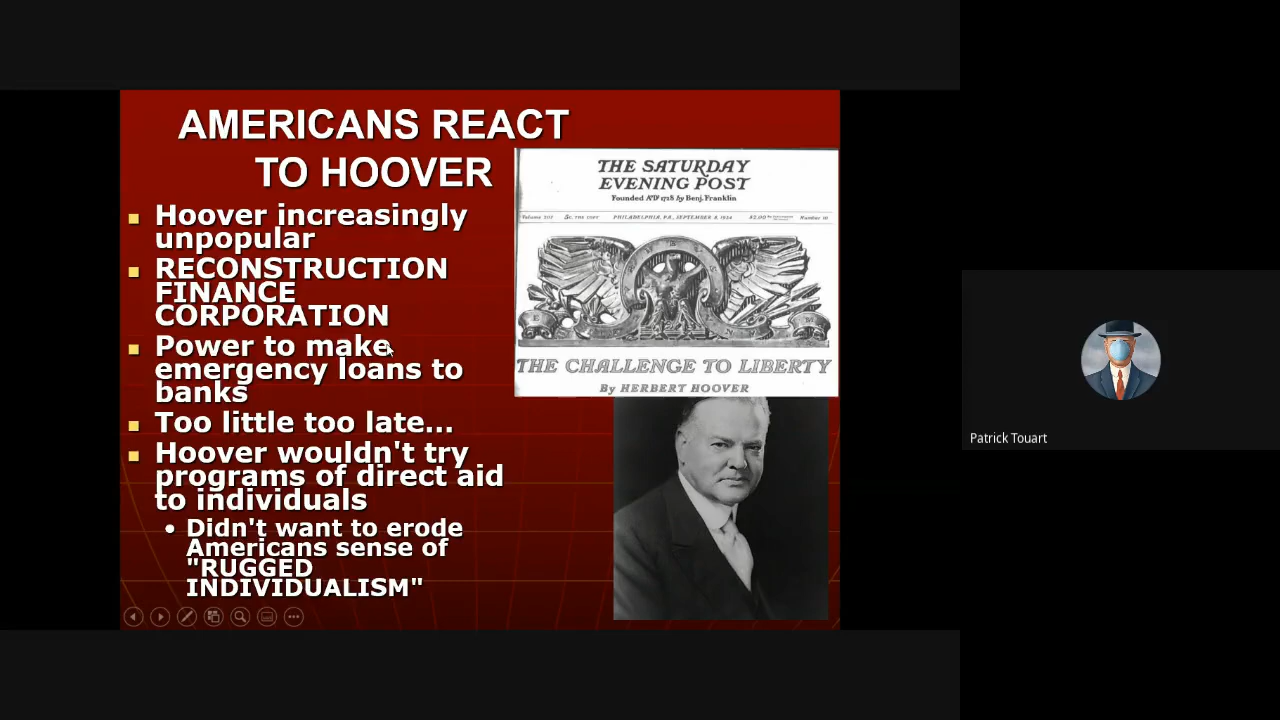 AMERICANS REACT
TO HOOVER
Hoover increasingly
unpopular
RECONSTRUCTION
FINANCE
CORPORATION
Power to make
emergency loans to
banks
Too little too late...
Hoover wouldn't try
programs of direct aid
to individuals
Didn't want to erode
Americans sense of
"RUGGED
INDIVIDUALISM"
THE SATURDAY
EVENING POST
Founded A.D. 1728 by Benj. Franklin
PHILADELPHIA, PA., SEPTEMBER 8, 1934
Number 10
THE CHALLENGE TO LIBERTY
By HERBERT HOOVER
Patrick Touart